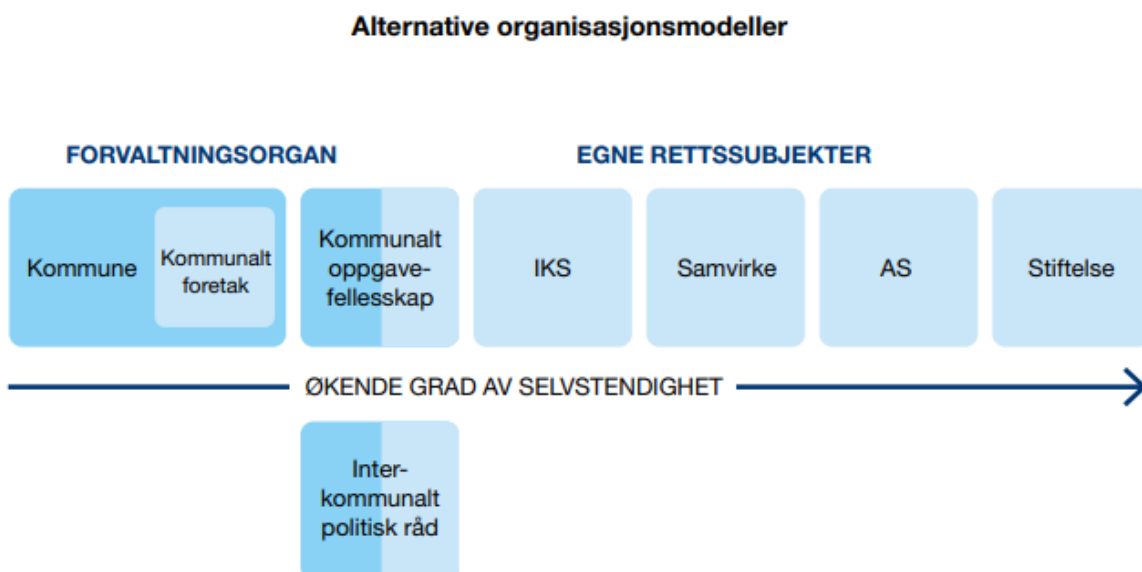 Alternative organisasjonsmodeller
FORVALTNINGSORGAN
EGNE RETTSSUBJEKTER
Kommune
Kommunalt
foretak
Kommunalt
oppgave-
fellesskap
IKS
Samvirke
AS
Stiftelse
ØKENDE GRAD AV SELVSTENDIGHET
Inter-
kommunalt
politisk råd